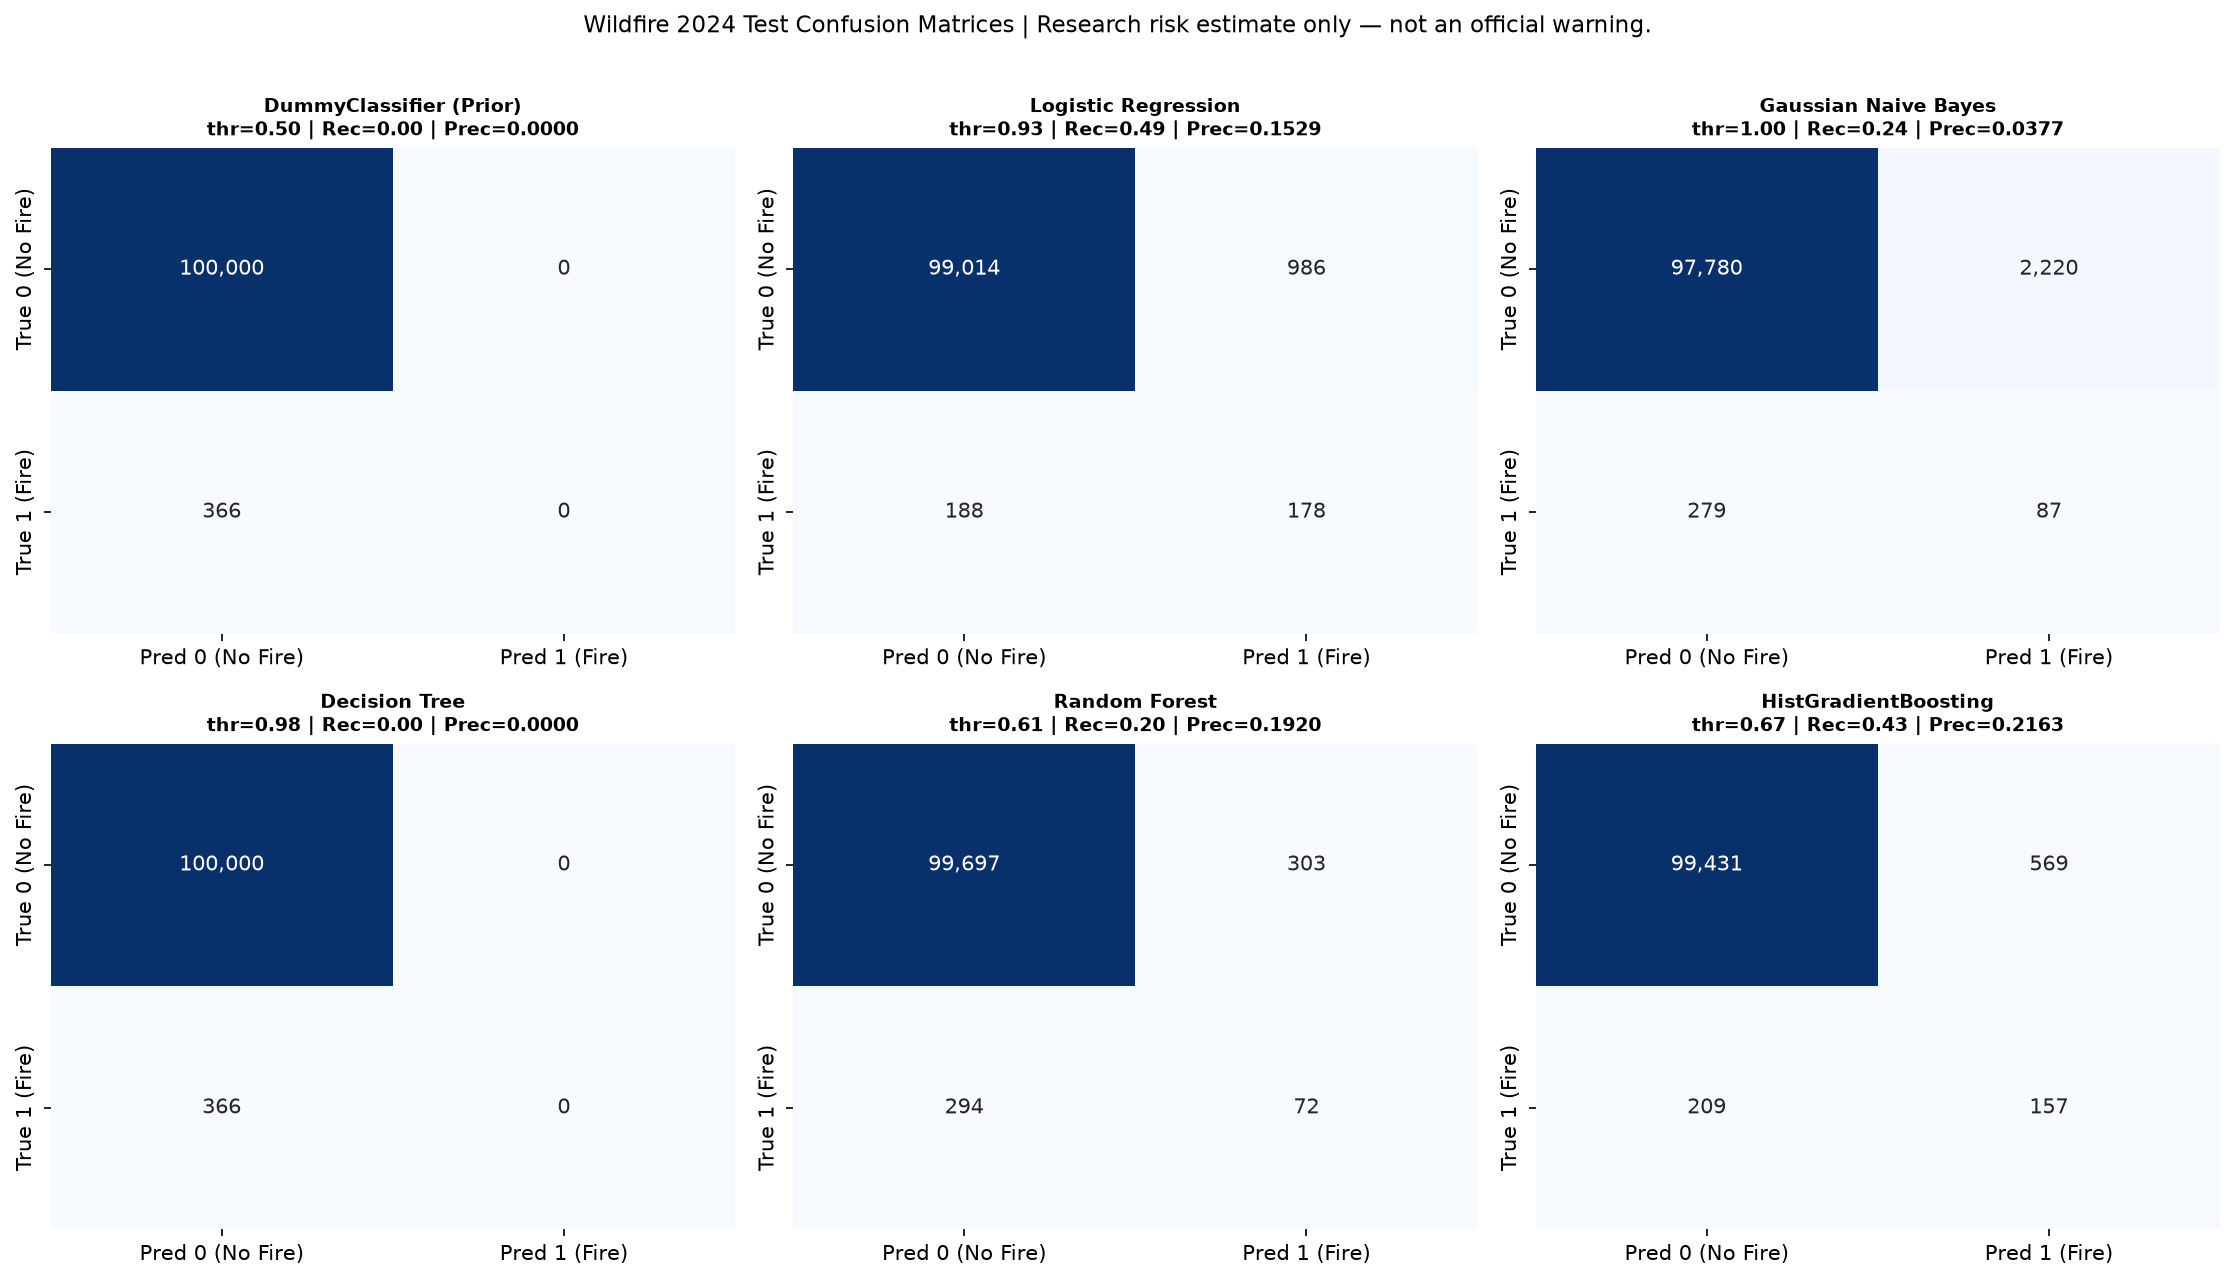 Wildfire 2024 Test Confusion Matrices | Research risk estimate only — not an official warning.
DummyClassifier (Prior)
thr=0.50 | Rec=0.00 | Prec=0.0000
True 0 (No Fire)
100,000
0
True 1 (Fire)
366
0
Pred 0 (No Fire)
Pred 1 (Fire)
Logistic Regression
thr=0.93 | Rec=0.49 | Prec=0.1529
True 0 (No Fire)
99,014
986
True 1 (Fire)
188
178
Pred 0 (No Fire)
Pred 1 (Fire)
Gaussian Naive Bayes
thr=1.00 | Rec=0.24 | Prec=0.0377
True 0 (No Fire)
97,780
2,220
True 1 (Fire)
279
87
Pred 0 (No Fire)
Pred 1 (Fire)
Decision Tree
thr=0.98 | Rec=0.00 | Prec=0.0000
True 0 (No Fire)
100,000
0
True 1 (Fire)
366
0
Pred 0 (No Fire)
Pred 1 (Fire)
Random Forest
thr=0.61 | Rec=0.20 | Prec=0.1920
True 0 (No Fire)
99,697
303
True 1 (Fire)
294
72
Pred 0 (No Fire)
Pred 1 (Fire)
HistGradientBoosting
thr=0.67 | Rec=0.43 | Prec=0.2163
True 0 (No Fire)
99,431
569
True 1 (Fire)
209
157
Pred 0 (No Fire)
Pred 1 (Fire)